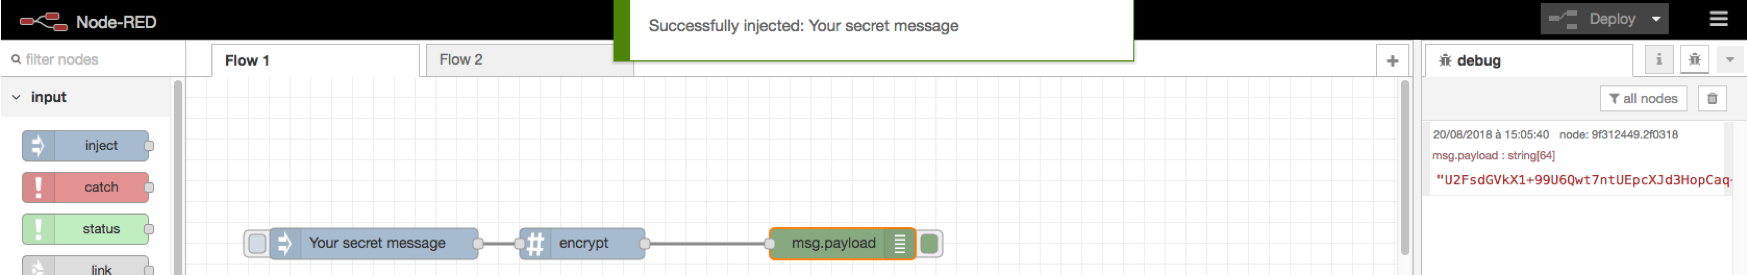 Node-RED
Successfully injected: Your secret message
Deploy
filter nodes
Flow 1
Flow 2
+
debug
i
input
all nodes
inject
20/08/2018 à 15:05:40 node: 9f312449.2f0318
msg.payload : string[64]
"U2FsdGVkX1+99U6Qwt7ntUEpcXJd3HopCaq
catch
status
Your secret message
encrypt
msg.payload
link